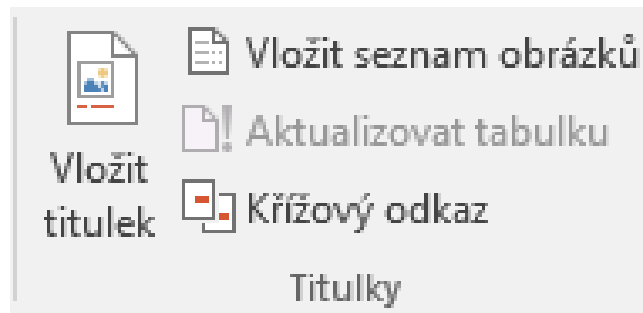 Vložit
titulek
Vložit seznam obrázků
Aktualizovat tabulku
Křížový odkaz
Titulky